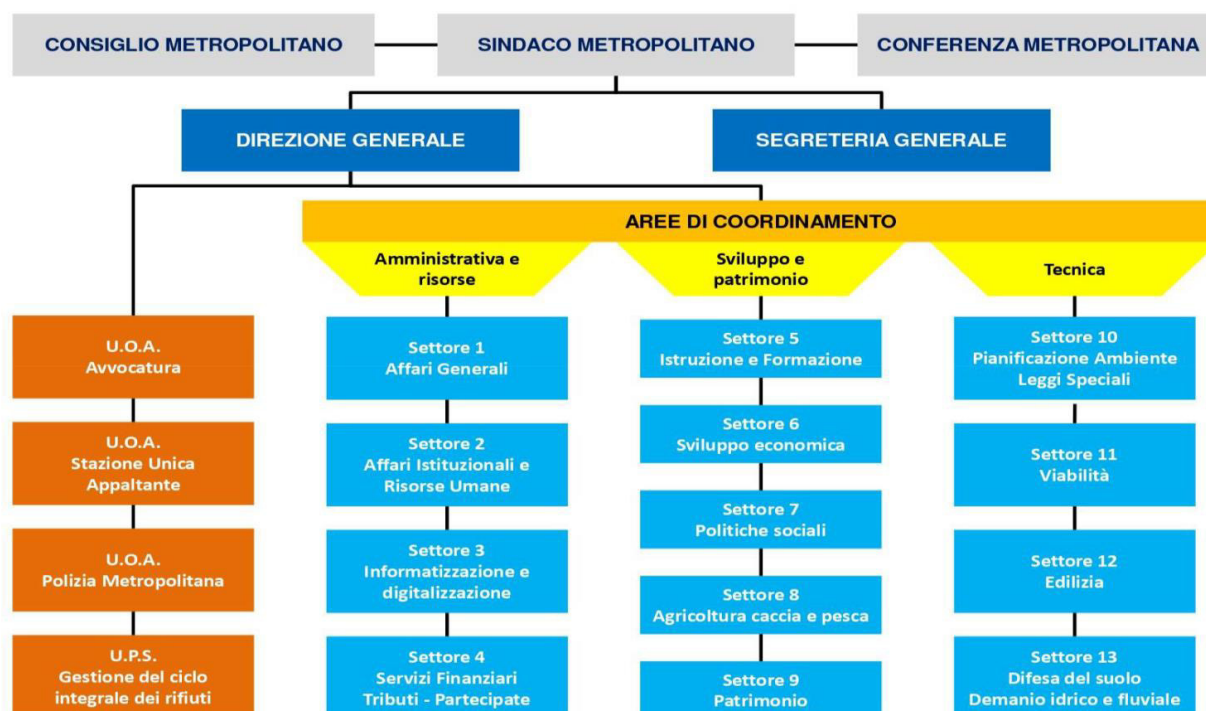 CONSIGLIO METROPOLITANO
SINDACO METROPOLITANO
CONFERENZA METROPOLITANA
DIREZIONE GENERALE
SEGRETERIA GENERALE
AREE DI COORDINAMENTO
Amministrativa e
risorse
Sviluppo e
patrimonio
Tecnica
U.O.A.
Avvocatura
U.O.A.
Stazione Unica
Appaltante
U.O.A.
Polizia Metropolitana
U.P.S.
Gestione del ciclo
integrale dei rifiuti
Settore 1
Affari Generali
Settore 2
Affari Istituzionali e
Risorse Umane
Settore 3
Informatizzazione e
digitalizzazione
Settore 4
Servizi Finanziari
Tributi - Partecipate
Settore 5
Istruzione e Formazione
Settore 6
Sviluppo economica
Settore 7
Politiche sociali
Settore 8
Agricoltura caccia e pesca
Settore 9
Patrimonio
Settore 10
Pianificazione Ambiente
Leggi Speciali
Settore 11
Viabilità
Settore 12
Edilizia
Settore 13
Difesa del suolo
Demanio idrico e fluviale